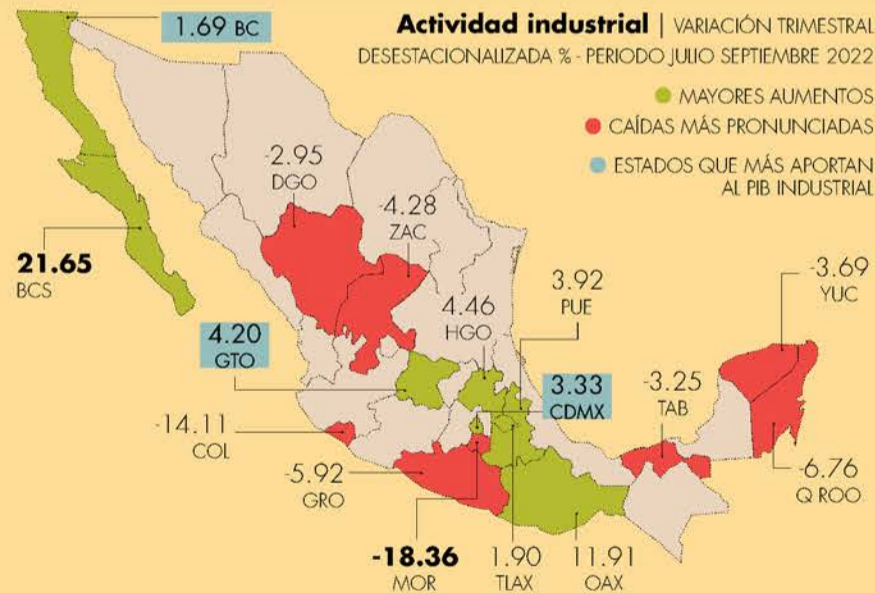 Actividad industrial | VARIACIÓN TRIMESTRAL
DESESTACIONALIZADA % - PERIODO JULIO SEPTIEMBRE 2022
MAYORES AUMENTOS
CAÍDAS MÁS PRONUNCIADAS
ESTADOS QUE MÁS APORTAN
AL PIB INDUSTRIAL
1.69 BC
-2.95
DGO
-4.28
ZAC
21.65
BCS
4.46
HGO
3.92
PUE
-3.69
YUC
4.20
GTO
3.33
CDMX
-3.25
TAB
-14.11
COL
-5.92
GRO
-6.76
Q ROO
-18.36
MOR
1.90
TLAX
11.91
OAX